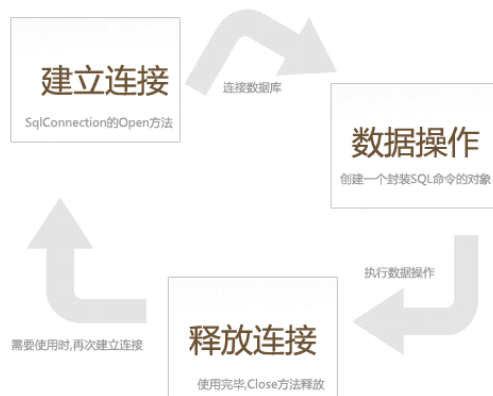 建立连接
SqlConnection的Open方法
连接数据库
数据操作
创建一个封装SQL命令的对象
执行数据操作
释放连接
使用完毕,Close方法释放
需要使用时,再次建立连接